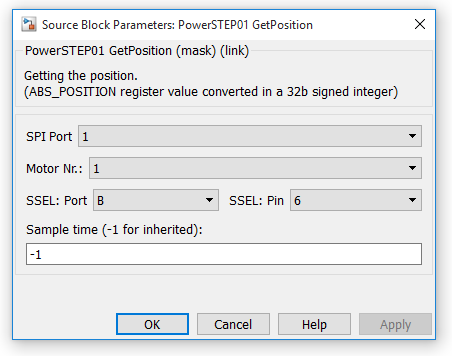 Source Block Parameters: PowerSTEP01 GetPosition
PowerSTEP01 GetPosition (mask) (link)
Getting the position.
(ABS_POSITION register value converted in a 32b signed integer)
SPI Port 1
Motor Nr.: 1
SSEL: Port B SSEL: Pin 6
Sample time (-1 for inherited):
-1
OK Cancel Help Apply